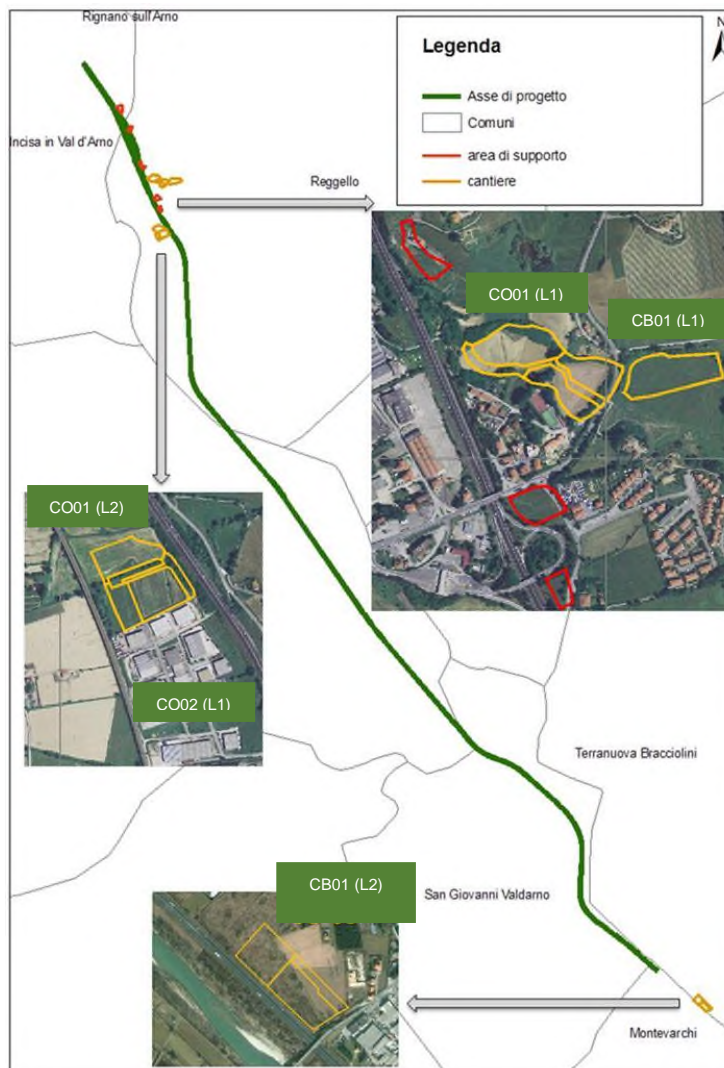 Rignano sull'Arno
Legenda
N
Asse di progetto
Comuni
area di supporto
cantiere
Incisa in Val d'Arno
Reggello
CO01 (L1)
CB01 (L1)
CO01 (L2)
CO02 (L1)
Terranuova Bracciolini
CB01 (L2)
San Giovanni Valdarno
Montevarchi